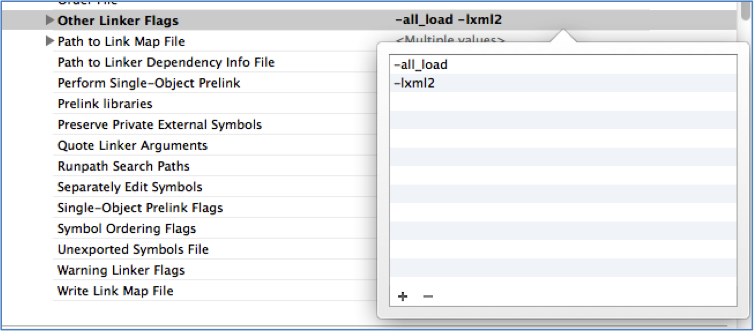 Order File
Other Linker Flags -all_load -lxml2
Path to Link Map File <Multiple values>
-all_load
Path to Linker Dependency Info File
-lxml2
Perform Single-Object Prelink
Prelink libraries
Preserve Private External Symbols
Quote Linker Arguments
Runpath Search Paths
Separately Edit Symbols
Single-Object Prelink Flags
Symbol Ordering Flags
Unexported Symbols File
Warning Linker Flags
Write Link Map File